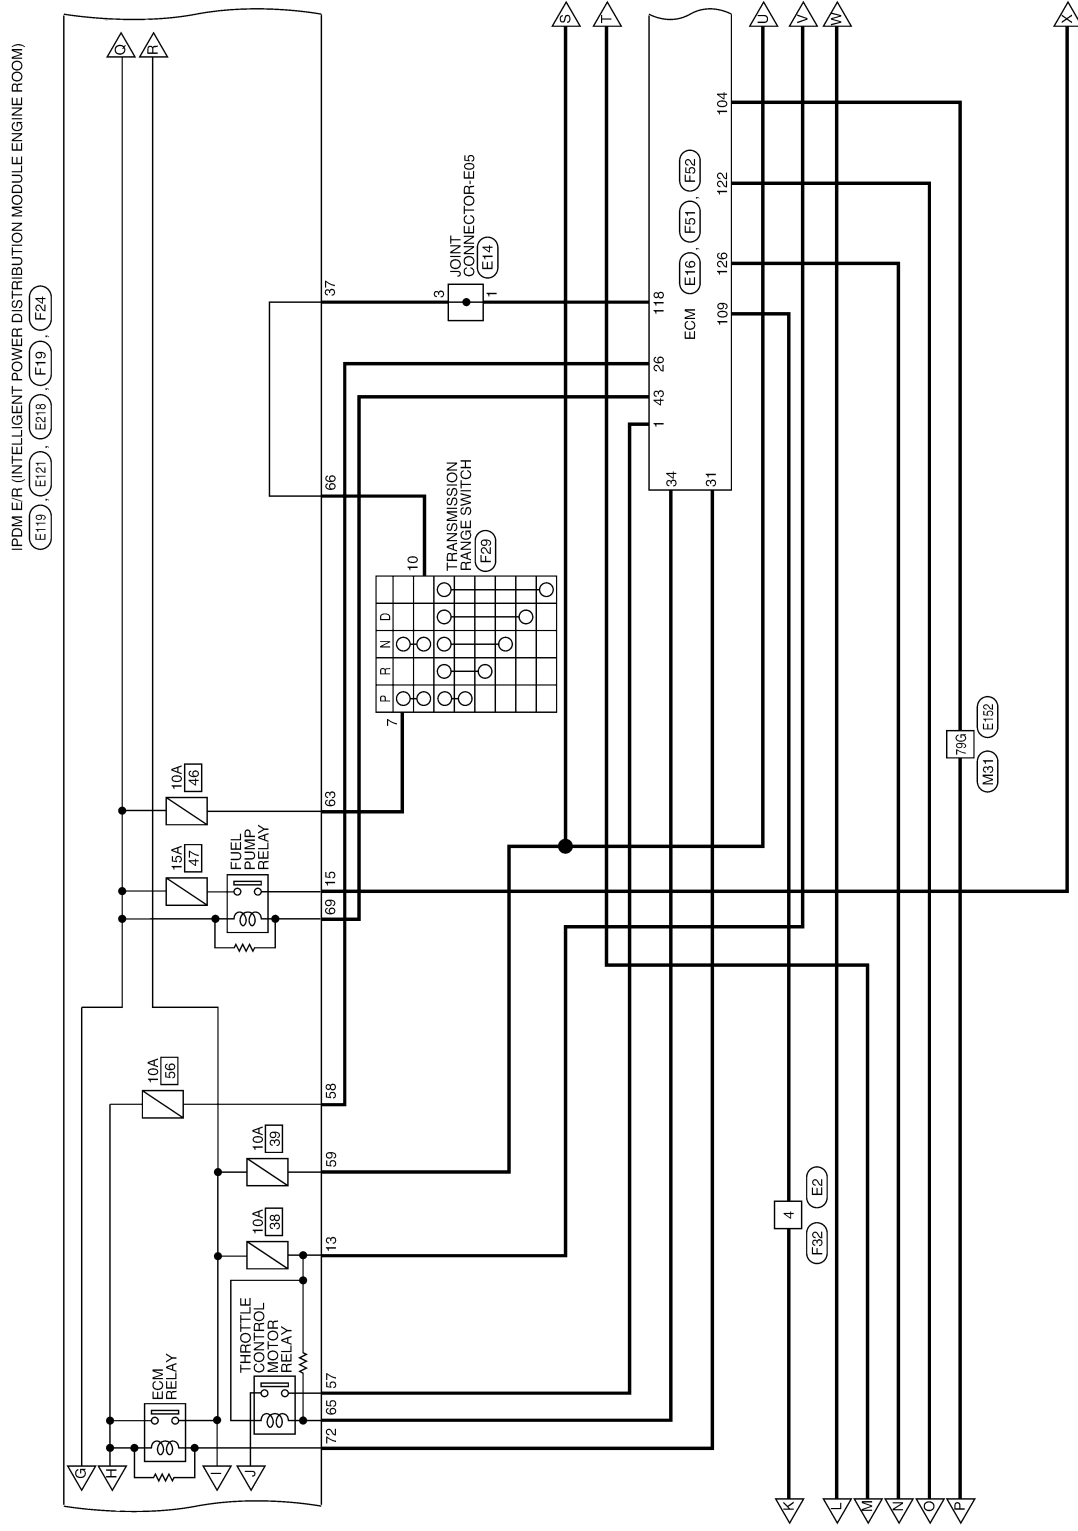 IPDM E/R (INTELLIGENT POWER DISTRIBUTION MODULE ENGINE ROOM)
E119 , E121 , E218 , F19 , F24
G
H
I
J
Q
R
ECM
RELAY
THROTTLE
CONTROL
MOTOR
RELAY
10A
38
10A
39
10A
56
FUEL
PUMP
RELAY
15A
47
10A
46
72
65
57
13
59
58
69
15
63
66
37
7
10
P
R
N
D
TRANSMISSION
RANGE SWITCH
F29
3
1
JOINT
CONNECTOR-E05
E14
S
T
U
V
W
X
34
31
1
43
26
118
ECM
E16 , F51 , F52
109
126
122
104
4
F32
E2
79G
M31
E152
K
L
M
N
O
P